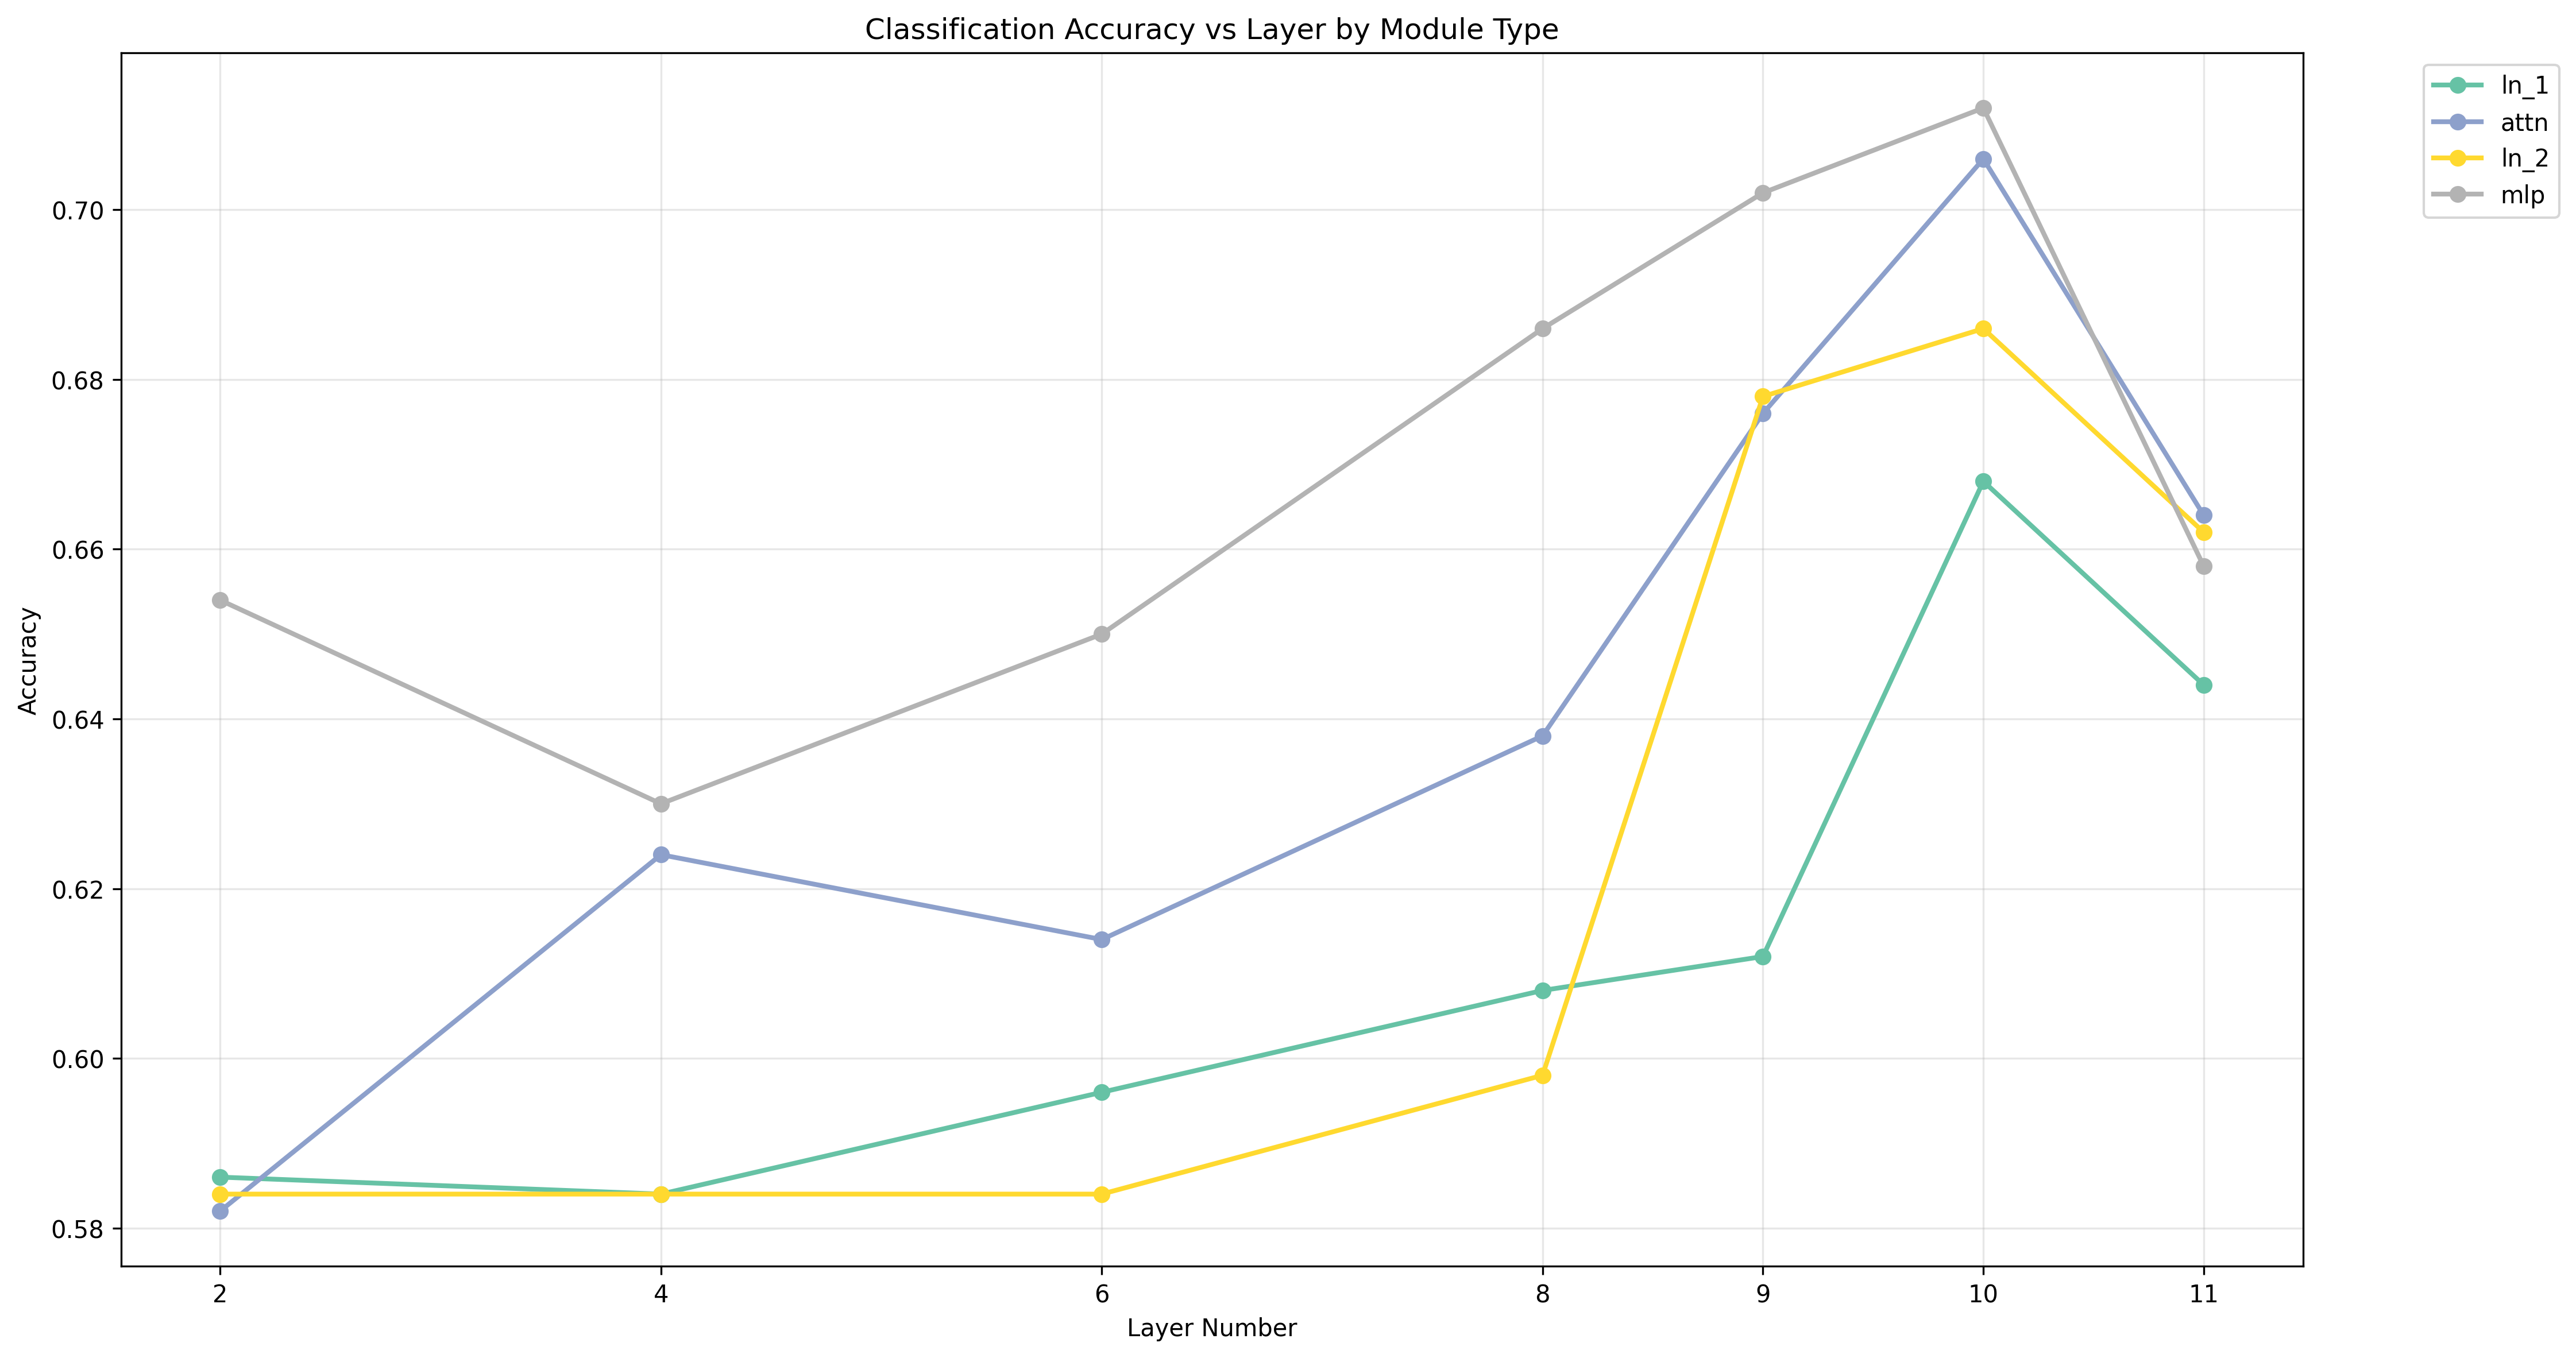 Classification Accuracy vs Layer by Module Type
ln_1
attn
ln_2
mlp
0.70
0.68
0.66
0.64
0.62
0.60
0.58
Accuracy
2 4 6 8 9 10 11
Layer Number